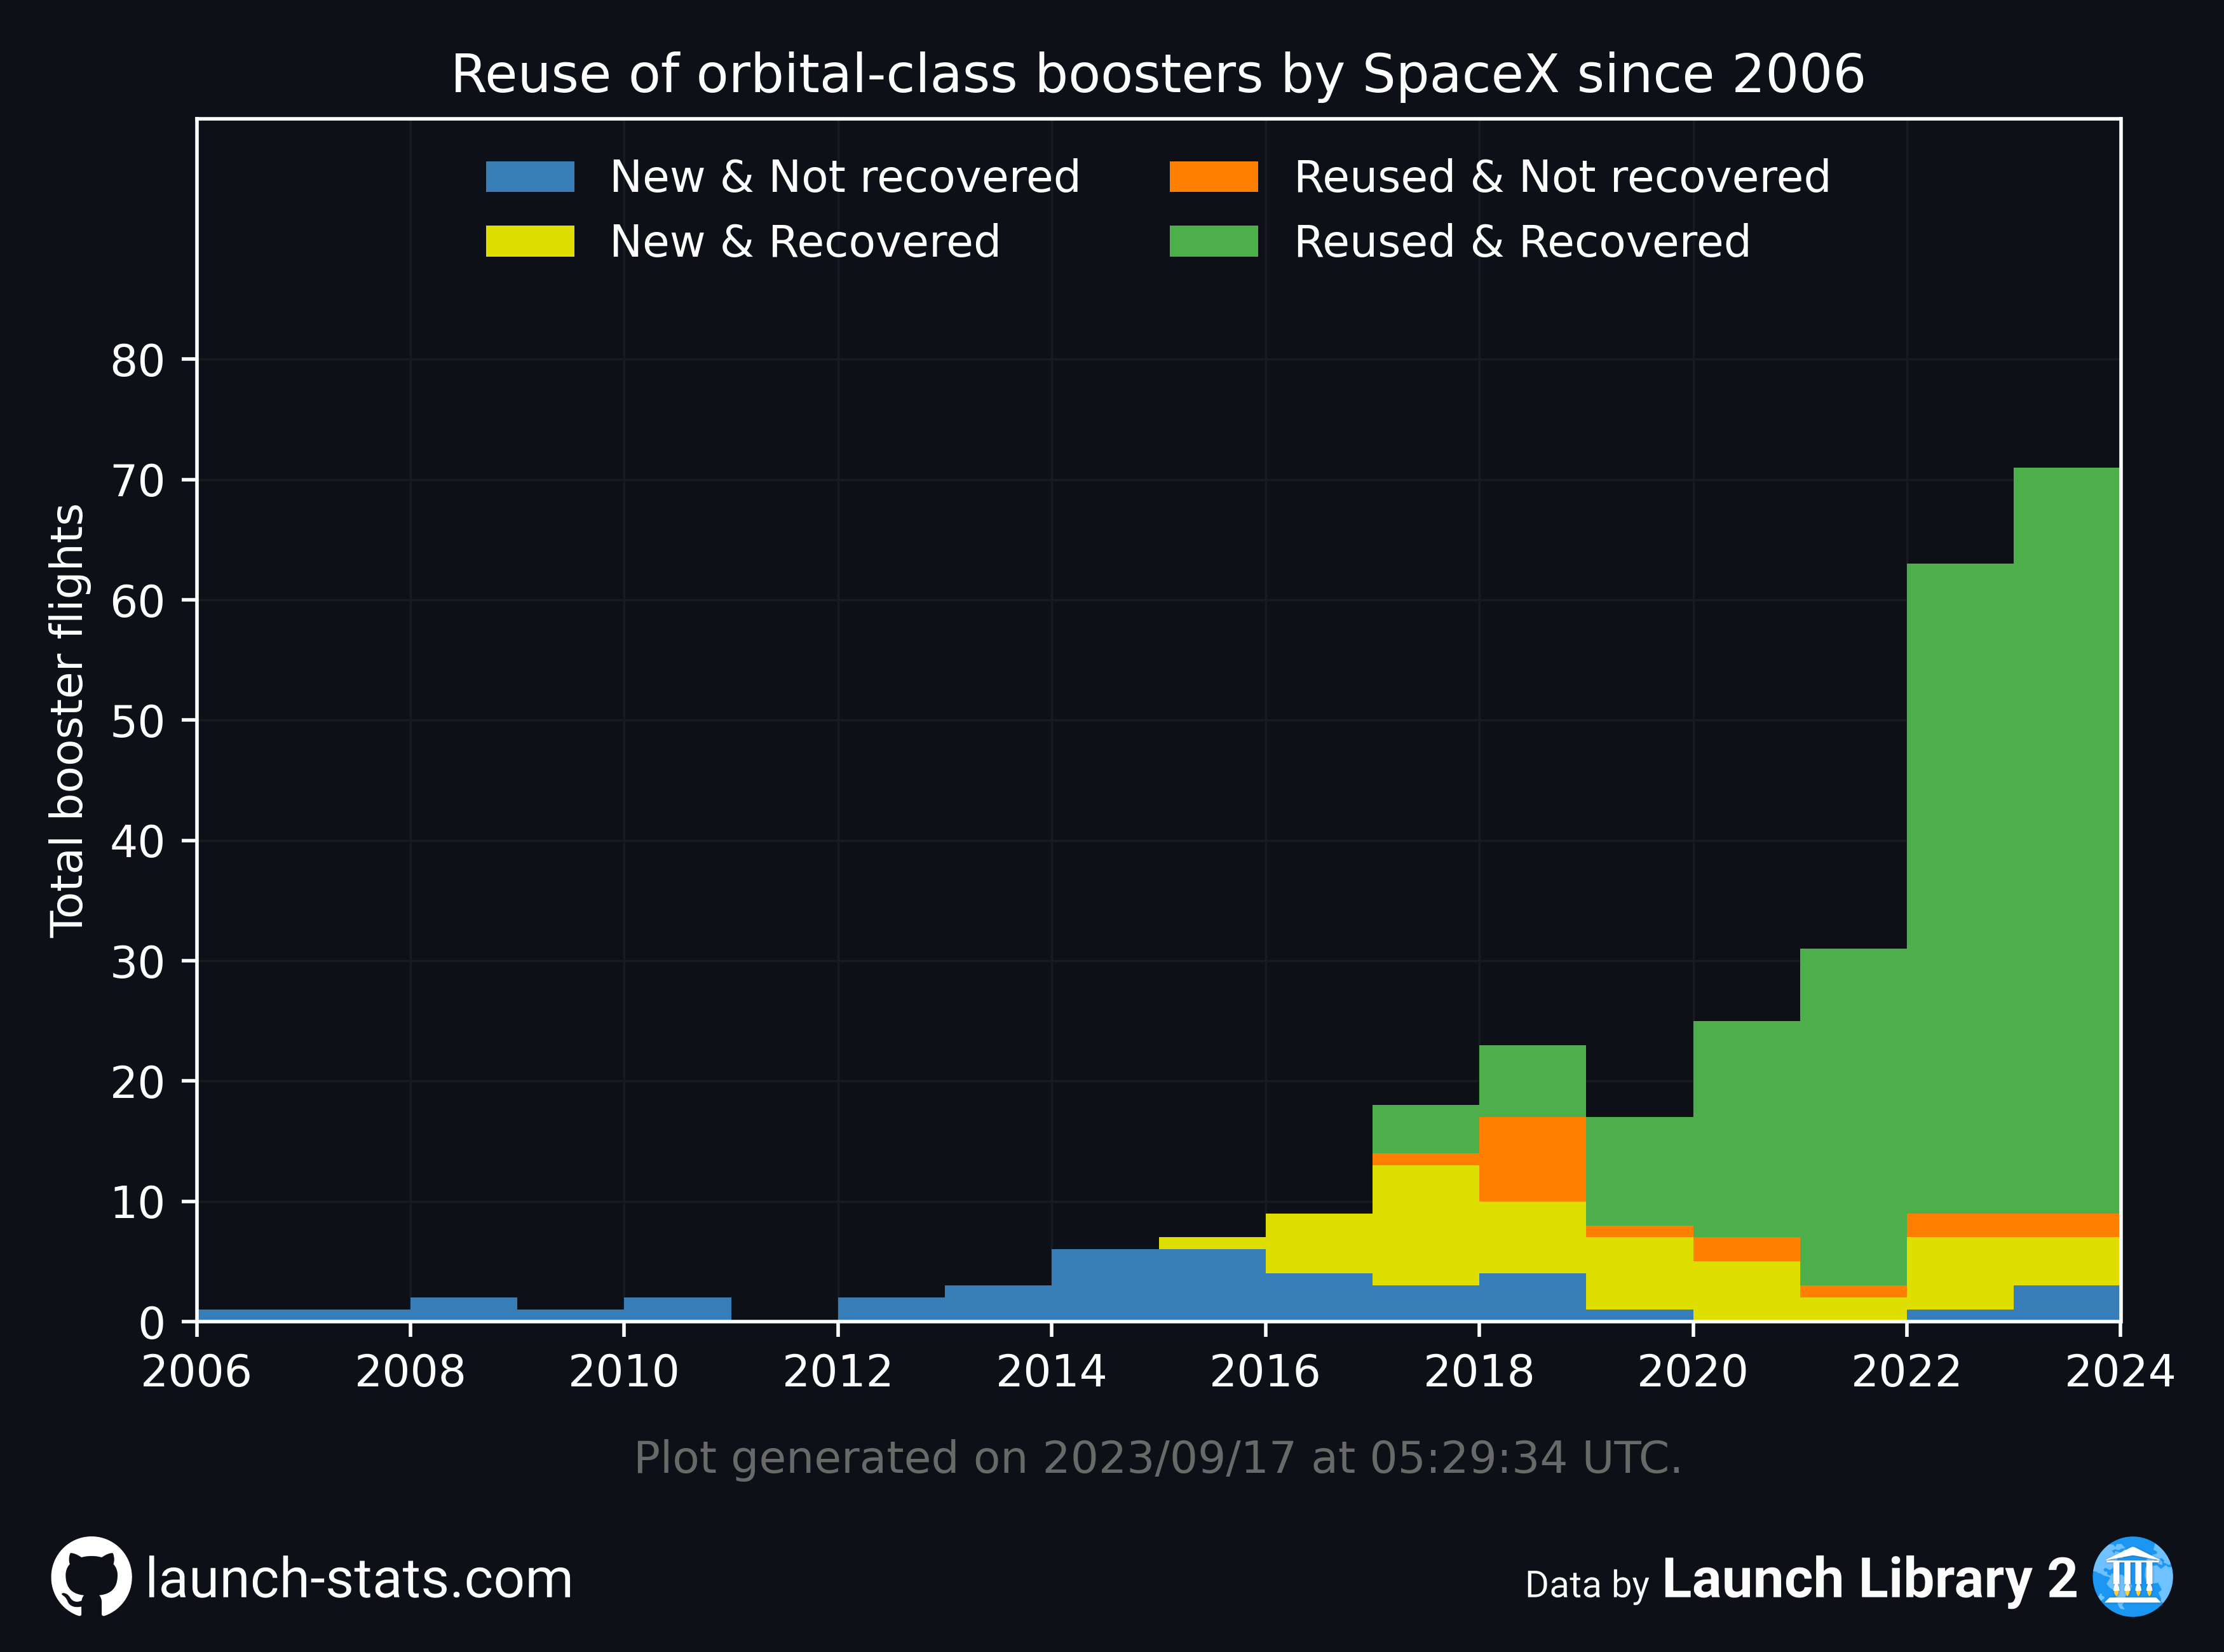 Reuse of orbital-class boosters by SpaceX since 2006
New & Not recovered
New & Recovered
Reused & Not recovered
Reused & Recovered
Total booster flights
80
70
60
50
40
30
20
10
0
2006 2008 2010 2012 2014 2016 2018 2020 2022 2024
Plot generated on 2023/09/17 at 05:29:34 UTC.
launch-stats.com
Data by Launch Library 2